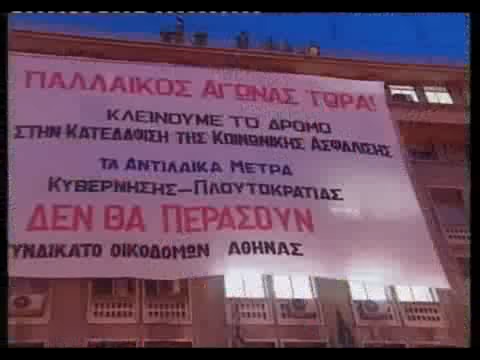 ΠΑΛΛΑΙΚΟΣ ΑΓΩΝΑΣ ΤΩΡΑ!
ΚΛΕΙΝΟΥΜΕ ΤΟ ΔΡΟΜΟ
ΣΤΗΝ ΚΑΤΕΔΑΦΙΣΗ ΤΗΣ ΚΟΙΝΩΝΙΚΗΣ ΑΣΦΑΛΙΣΗΣ
ΤΑ ΑΝΤΙΛΑΙΚΑ ΜΕΤΡΑ
ΚΥΒΕΡΝΗΣΗΣ–ΠΛΟΥΤΟΚΡΑΤΙΑΣ
ΔΕΝ ΘΑ ΠΕΡΑΣΟΥΝ
ΥΝΔΙΚΑΤΟ ΟΙΚΟΔΟΜΩΝ ΑΘΗΝΑΣ